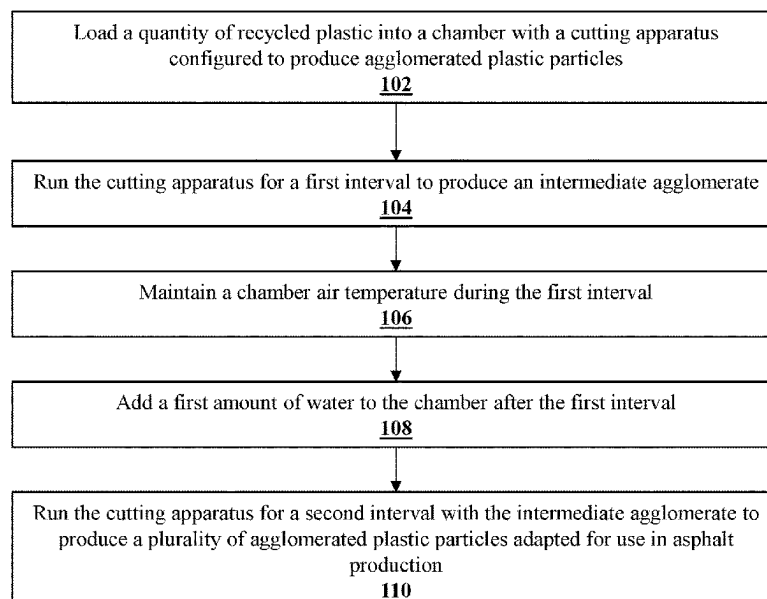 Load a quantity of recycled plastic into a chamber with a cutting apparatus
configured to produce agglomerated plastic particles
102
Run the cutting apparatus for a first interval to produce an intermediate agglomerate
104
Maintain a chamber air temperature during the first interval
106
Add a first amount of water to the chamber after the first interval
108
Run the cutting apparatus for a second interval with the intermediate agglomerate to
produce a plurality of agglomerated plastic particles adapted for use in asphalt
production
110